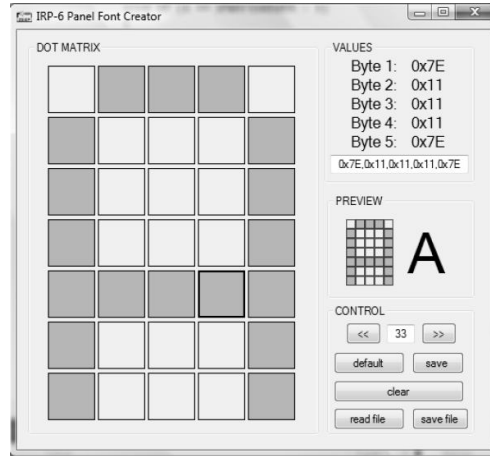 IRP-6 Panel Font Creator
DOT MATRIX
VALUES
Byte 1: 0x7E
Byte 2: 0x11
Byte 3: 0x11
Byte 4: 0x11
Byte 5: 0x7E
0x7E,0x11,0x11,0x11,0x7E
PREVIEW
A
CONTROL
<< 33 >>
default save
clear
read file save file